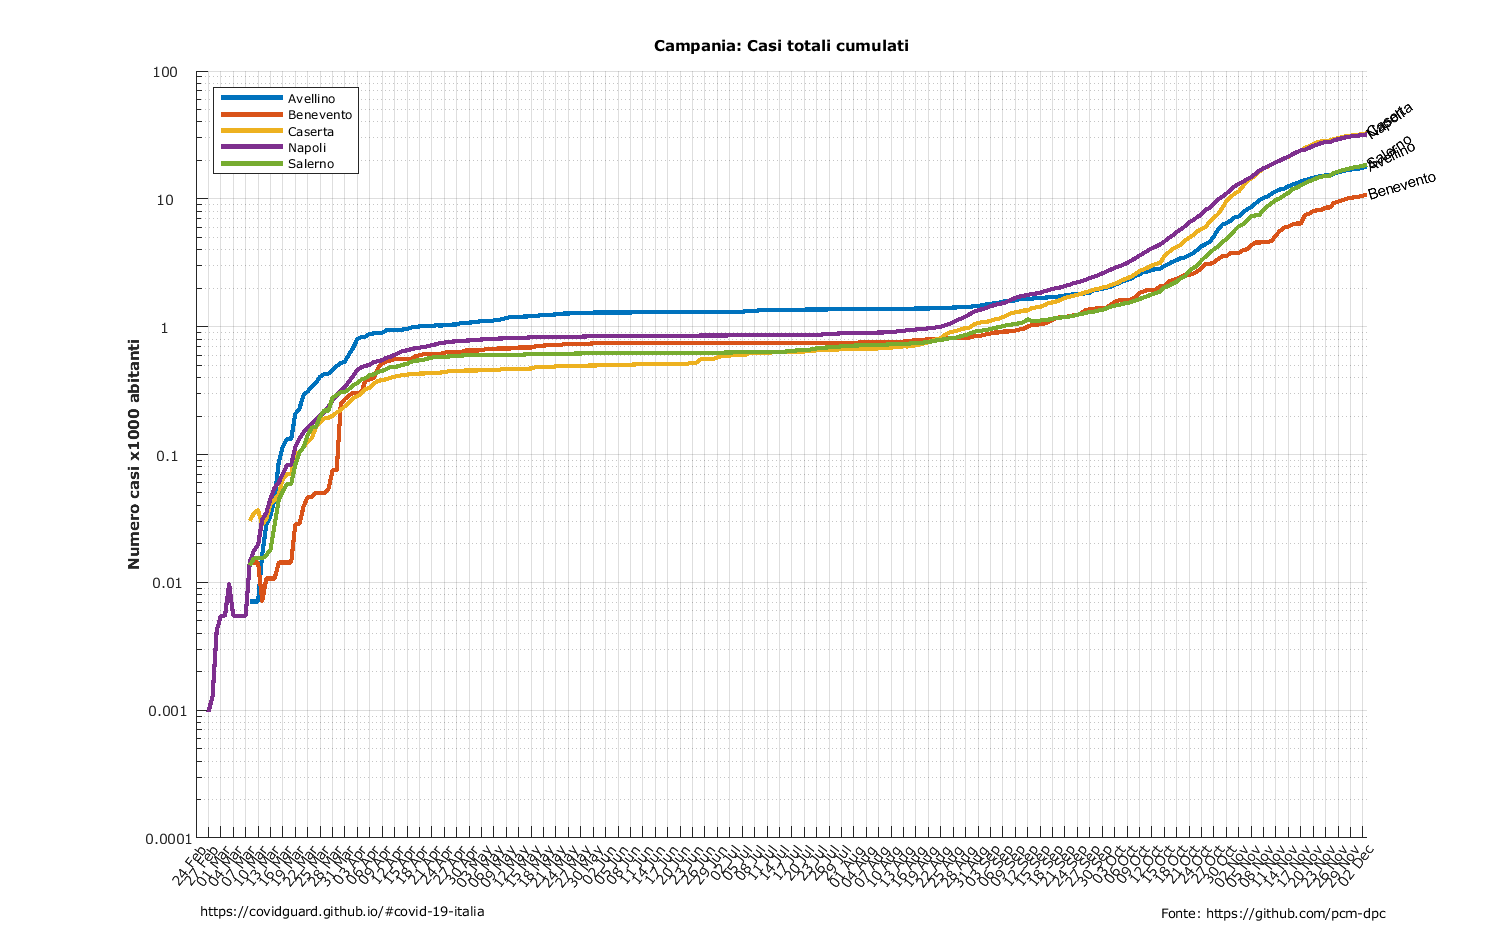 Campania: Casi totali cumulati
100
10
1
0.1
0.01
0.001
0.0001
Numero casi x1000 abitanti
Avellino
Benevento
Caserta
Napoli
Salerno
Caserta
Napoli
Salerno
Avellino
Benevento
24 Feb
27 Feb
01 Mar
04 Mar
07 Mar
10 Mar
13 Mar
16 Mar
19 Mar
22 Mar
25 Mar
28 Mar
31 Mar
03 Apr
06 Apr
09 Apr
12 Apr
15 Apr
18 Apr
21 Apr
24 Apr
27 Apr
30 Apr
03 May
06 May
09 May
12 May
15 May
18 May
21 May
24 May
27 May
30 May
02 Jun
05 Jun
08 Jun
11 Jun
14 Jun
17 Jun
20 Jun
23 Jun
26 Jun
29 Jun
02 Jul
05 Jul
08 Jul
11 Jul
14 Jul
17 Jul
20 Jul
23 Jul
26 Jul
29 Jul
01 Aug
04 Aug
07 Aug
10 Aug
13 Aug
16 Aug
19 Aug
22 Aug
25 Aug
28 Aug
31 Aug
03 Sep
06 Sep
09 Sep
12 Sep
15 Sep
18 Sep
21 Sep
24 Sep
27 Sep
30 Sep
03 Oct
06 Oct
09 Oct
12 Oct
15 Oct
18 Oct
21 Oct
24 Oct
27 Oct
30 Oct
02 Nov
05 Nov
08 Nov
11 Nov
14 Nov
17 Nov
20 Nov
23 Nov
26 Nov
29 Nov
02 Dec
https://covidguard.github.io/#covid-19-italia
Fonte: https://github.com/pcm-dpc